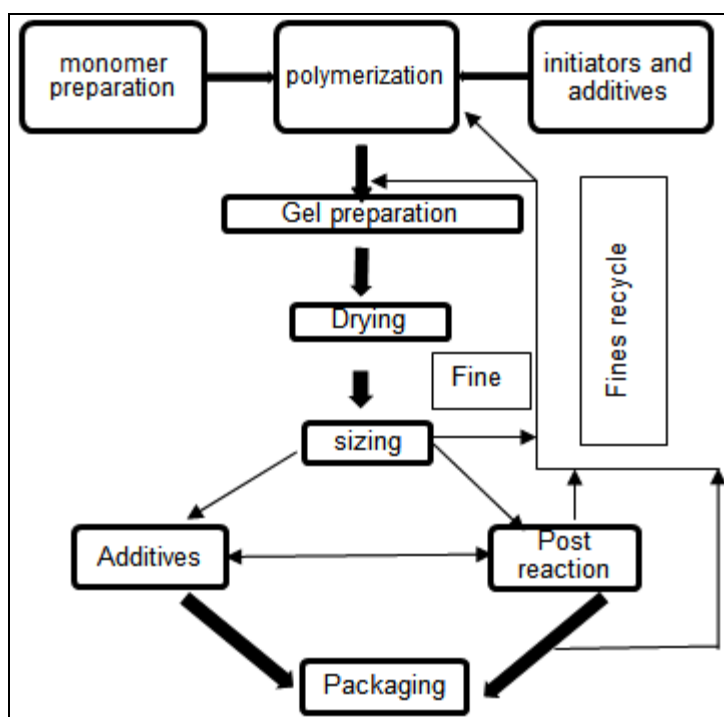 monomer
preparation
polymerization
initiators and
additives
Gel preparation
Drying
Fine
Fines recycle
sizing
Additives
Post
reaction
Packaging